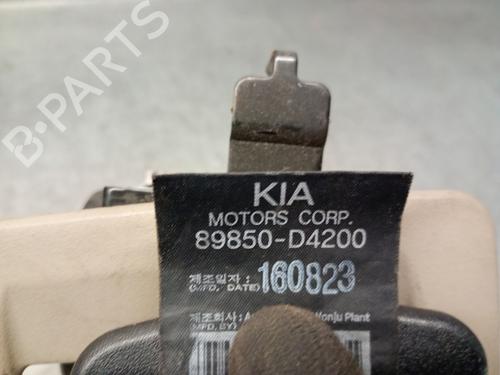 B-PARTS
KIA
MOTORS CORP.
89850-D4200
제조일자 :
(MFD, DATE)
160823
제조회사 : A Wonju Plant
(MFD, BY)